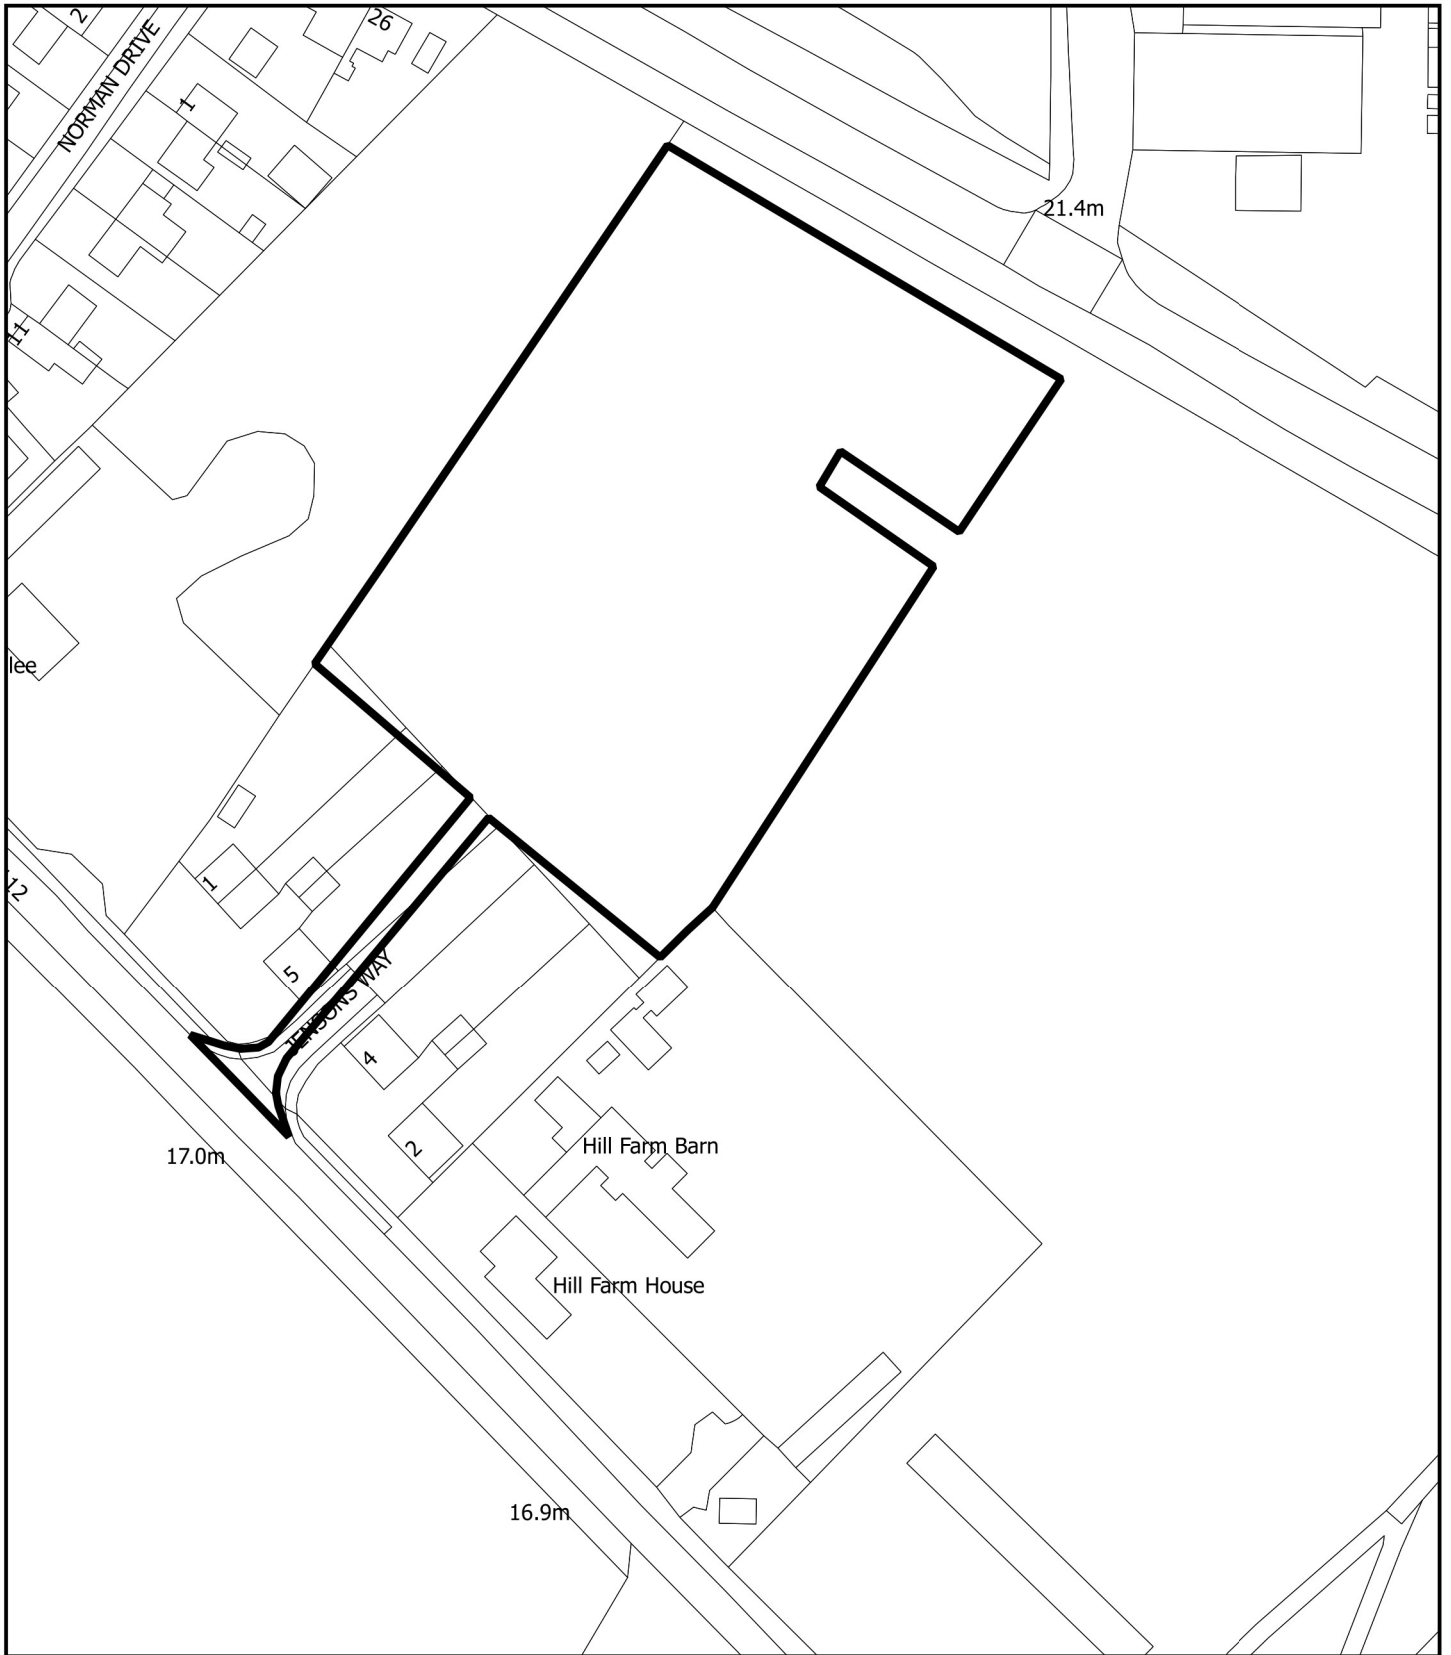 2
26
NORMAN DRIVE
1
21.4m
11
lee
1
12
5
JENSONS WAY
4
17.0m
2
Hill Farm Barn
Hill Farm House
16.9m